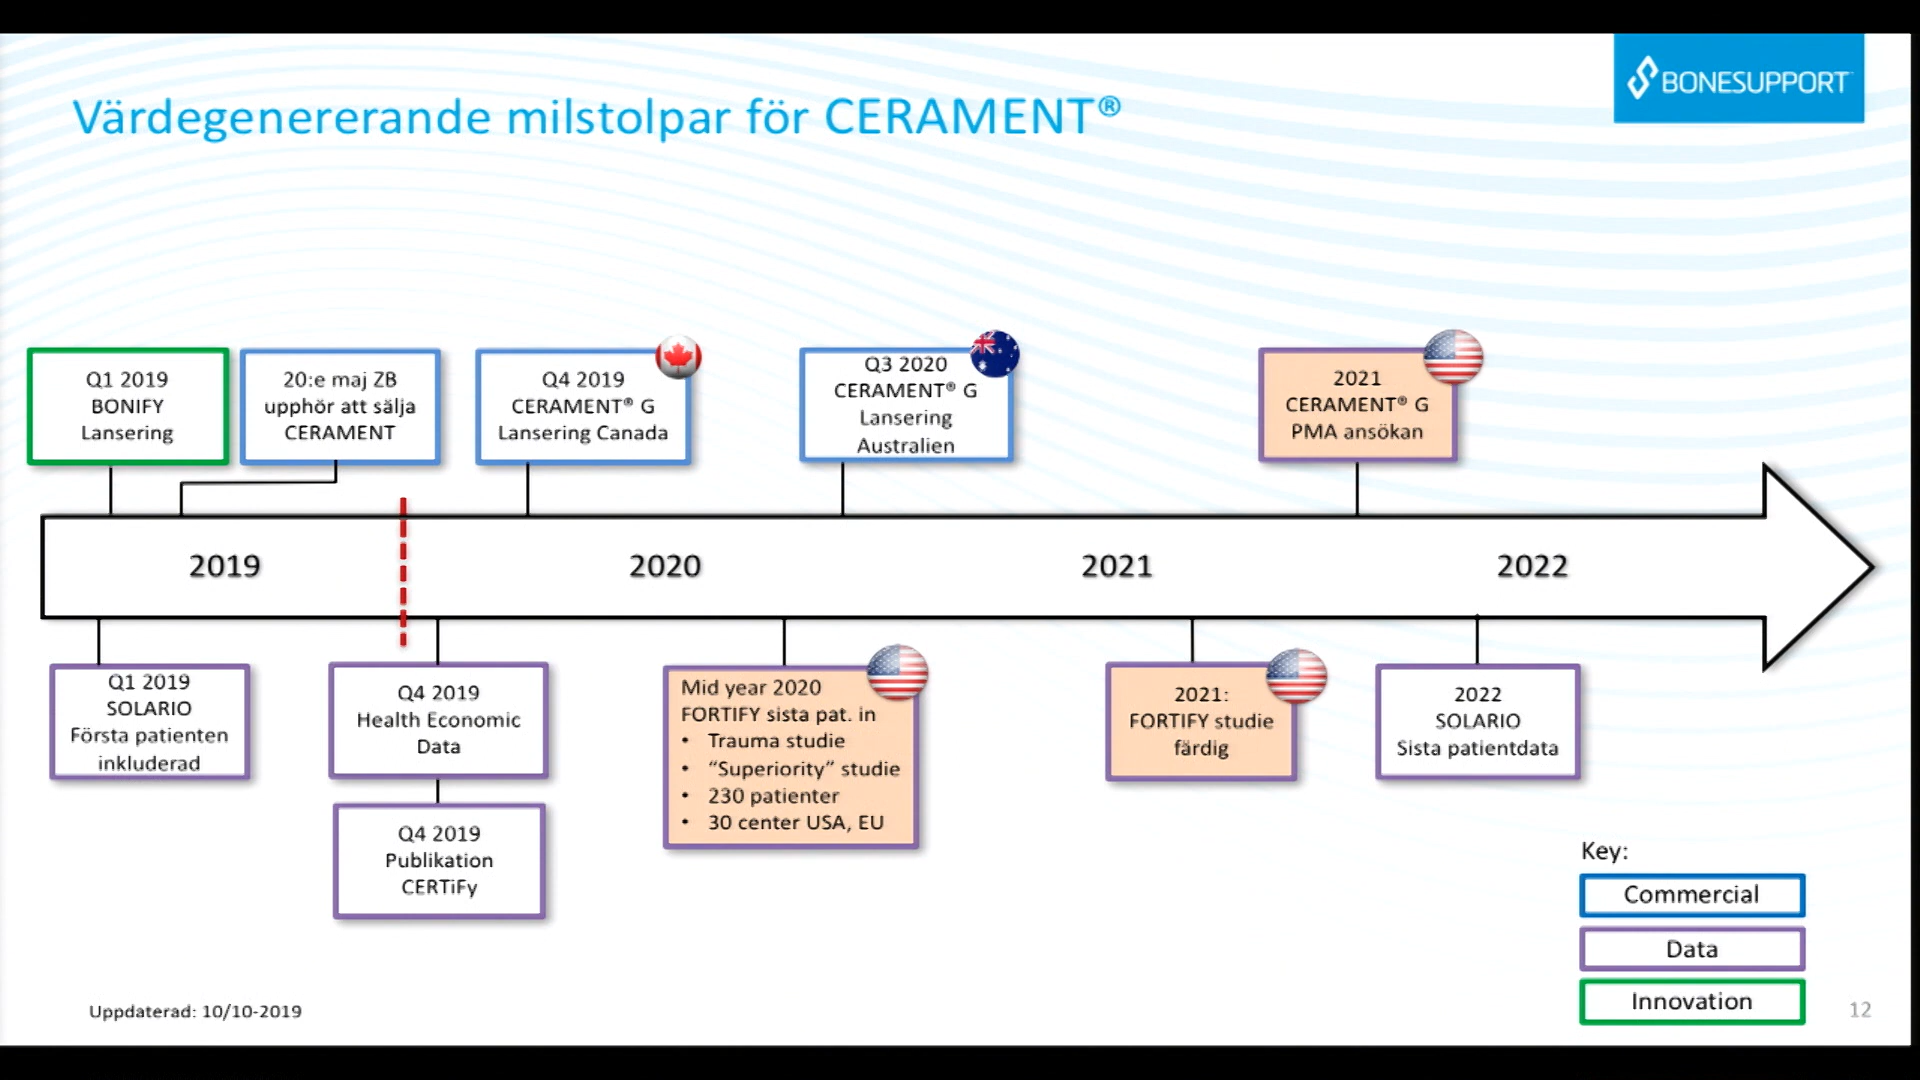 BONESUPPORT
Värdegenererande milstolpar för CERAMENT®
Q1 2019
BONIFY
Lansering
20:e maj ZB
upphör att sälja
CERAMENT
Q4 2019
CERAMENT® G
Lansering Canada
Q3 2020
CERAMENT® G
Lansering
Australien
2021
CERAMENT® G
PMA ansökan
2019
2020
2021
2022
Q1 2019
SOLARIO
Första patienten
inkluderad
Q4 2019
Health Economic
Data
Q4 2019
Publikation
CERTiFy
Mid year 2020
FORTIFY sista pat. in
• Trauma studie
• “Superiority” studie
• 230 patienter
• 30 center USA, EU
2021:
FORTIFY studie
färdig
2022
SOLARIO
Sista patientdata
Key:
Commercial
Data
Innovation
Uppdaterad: 10/10-2019
12